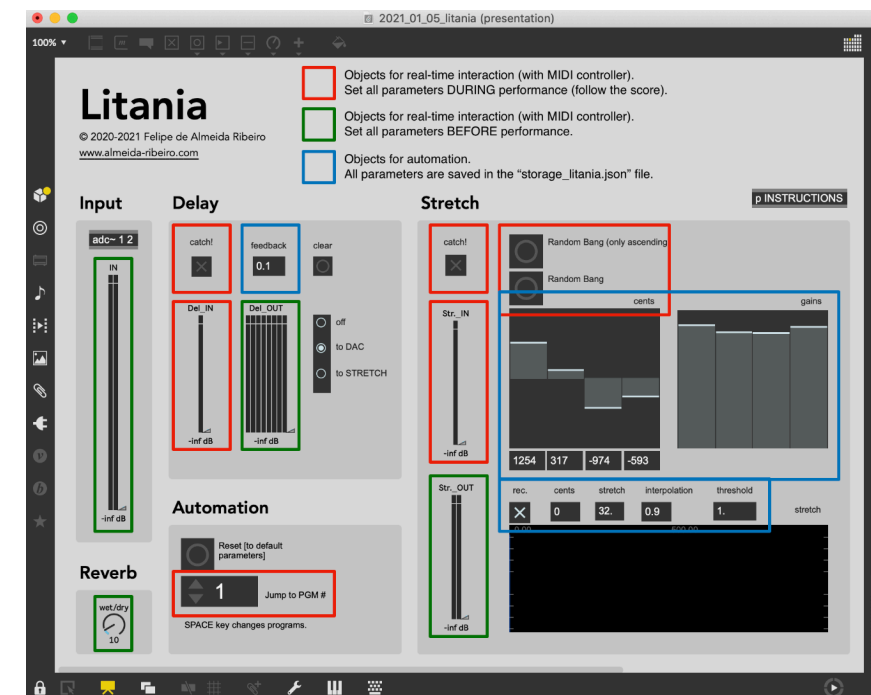 2021_01_05_litania (presentation)
100%
Objects for real-time interaction (with MIDI controller).
Set all parameters DURING performance (follow the score).
Litania
Objects for real-time interaction (with MIDI controller).
Set all parameters BEFORE performance.
© 2020-2021 Felipe de Almeida Ribeiro
www.almeida-ribeiro.com
Objects for automation.
All parameters are saved in the “storage_litania.json” file.
p INSTRUCTIONS
Input
adc~ 1 2
IN
-inf dB
Reverb
wet/dry
10
Delay
catch!
feedback
clear
0.1
Del_IN
Del_OUT
off
to DAC
to STRETCH
-inf dB
-inf dB
Automation
Reset [to default
parameters]
1
Jump to PGM #
SPACE key changes programs.
Stretch
catch!
Random Bang (only ascending
Random Bang
cents
gains
Str._IN
-inf dB
1254
317
-974
-593
Str._OUT
rec.
cents
stretch
interpolation
threshold
0
32.
0.9
1.
stretch
0.00
500.00
-inf dB